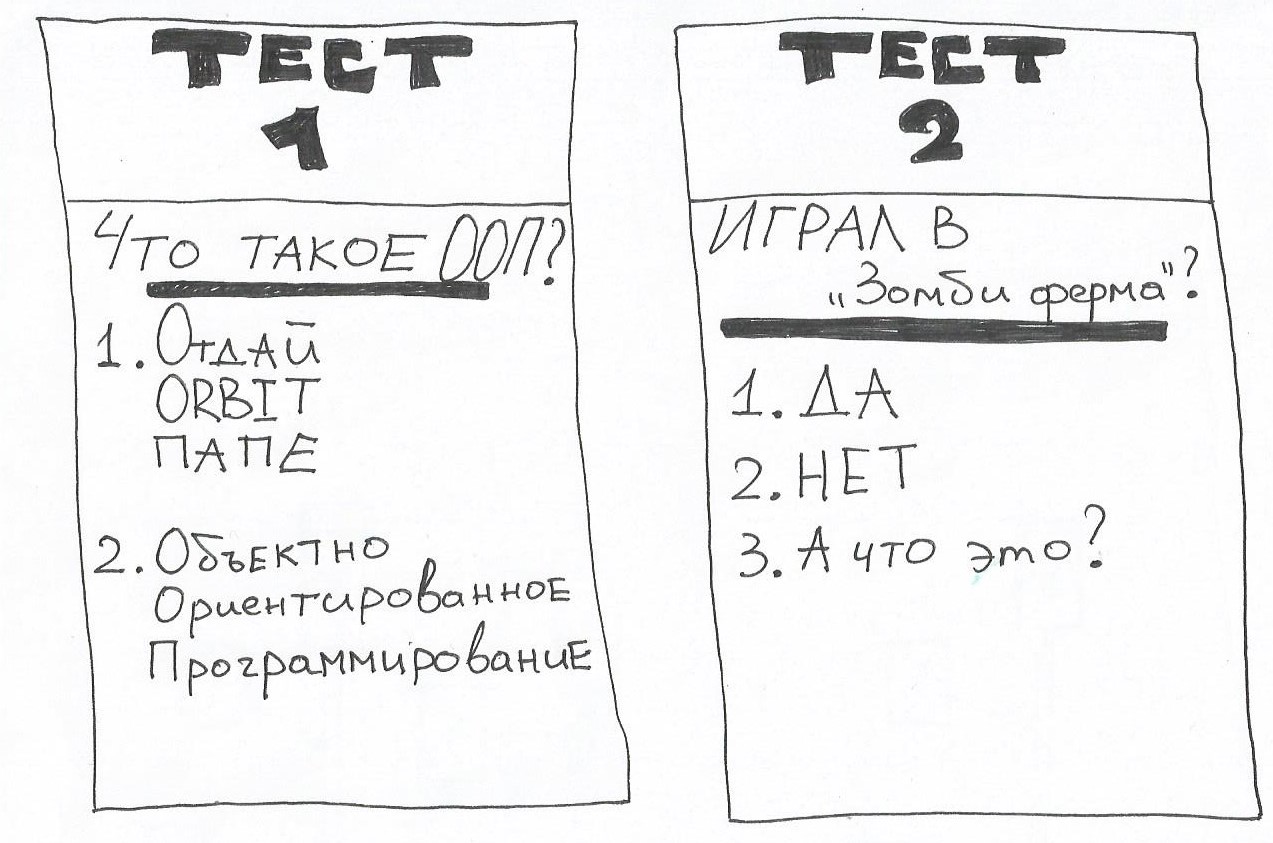 ТЕСТ
1
ЧТО ТАКОЕ ООП?
1. ОТДАЙ
ORBIT
ПАПЕ
2. ОБЪЕКТНО
Ориентированное
Программирование
ТЕСТ
2
ИГРАЛ В
„Зомби ферма"?
1. ДА
2. НЕТ
3. А что это?